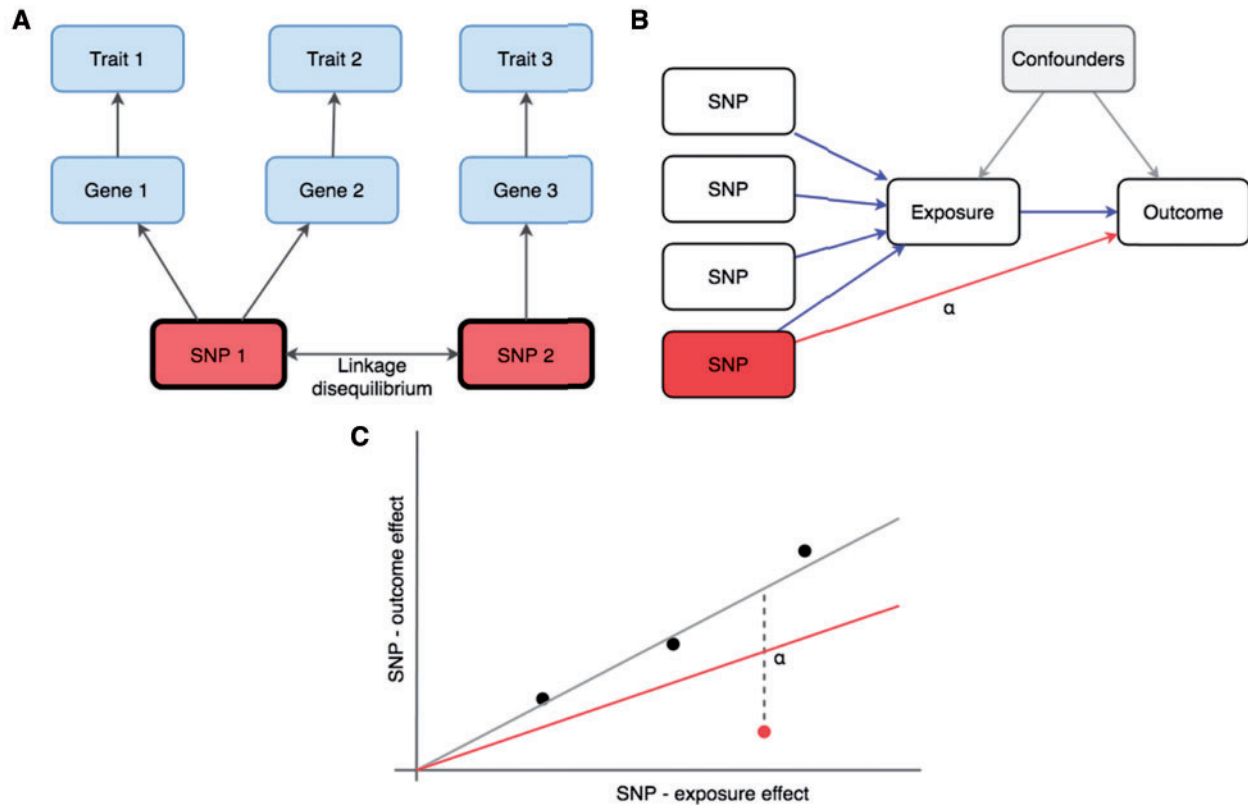 A
Trait 1
Trait 2
Trait 3
Gene 1
Gene 2
Gene 3
SNP 1
SNP 2
Linkage
disequilibrium
B
Confounders
SNP
SNP
SNP
SNP
Exposure
Outcome
α
C
SNP - outcome effect
α
SNP - exposure effect